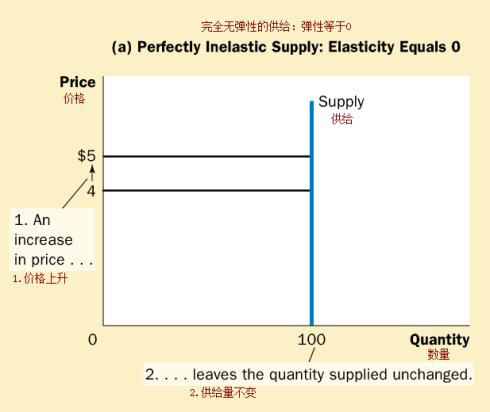 完全无弹性的供给：弹性等于0
(a) Perfectly Inelastic Supply: Elasticity Equals 0
Price
价格
Supply
供给
$5
4
1. An
increase
in price . . .
1.价格上升
0
100
Quantity
数量
2. . . . leaves the quantity supplied unchanged.
2.供给量不变